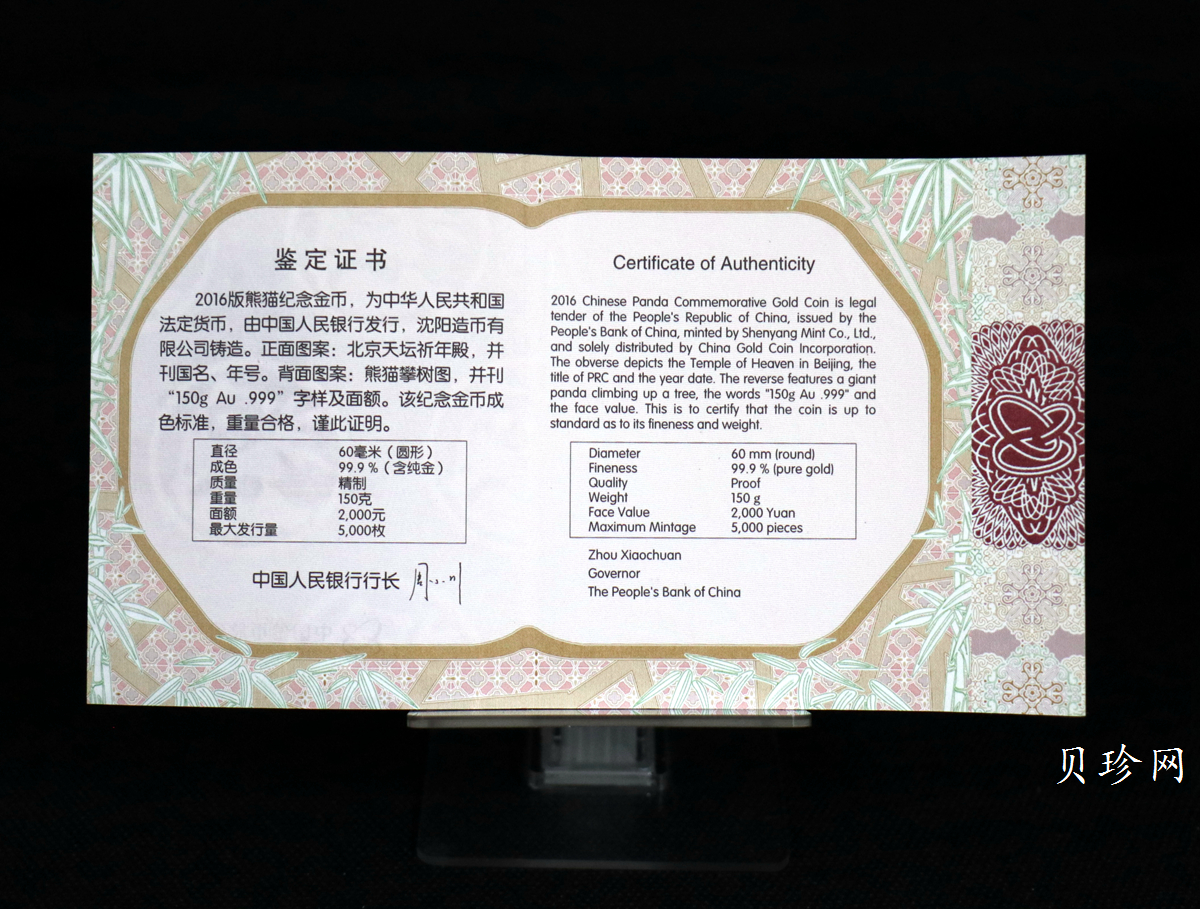 鉴定证书
2016版熊猫纪念金币，为中华人民共和国
法定货币，由中国人民银行发行，沈阳造币有
限公司铸造。正面图案：北京天坛祈年殿，并
刊国名、年号。背面图案：熊猫攀树图，并刊
“150g Au .999”字样及面额。该纪念金币成
色标准，重量合格，谨此证明。
直径 60毫米（圆形）
成色 99.9％（含纯金）
质量 精制
重量 150克
面额 2,000元
最大发行量 5,000枚
中国人民银行行长 周小川
Certificate of Authenticity
2016 Chinese Panda Commemorative Gold Coin is legal
tender of the People's Republic of China, issued by the
People's Bank of China, minted by Shenyang Mint Co., Ltd.,
and solely distributed by China Gold Coin Incorporation.
The obverse depicts the Temple of Heaven in Beijing, the
title of PRC and the year date. The reverse features a giant
panda climbing up a tree, the words "150g Au .999" and
the face value. This is to certify that the coin is up to
standard as to its fineness and weight.
Diameter 60 mm (round)
Fineness 99.9 % (pure gold)
Quality Proof
Weight 150 g
Face Value 2,000 Yuan
Maximum Mintage 5,000 pieces
Zhou Xiaochuan
Governor
The People's Bank of China
贝珍网